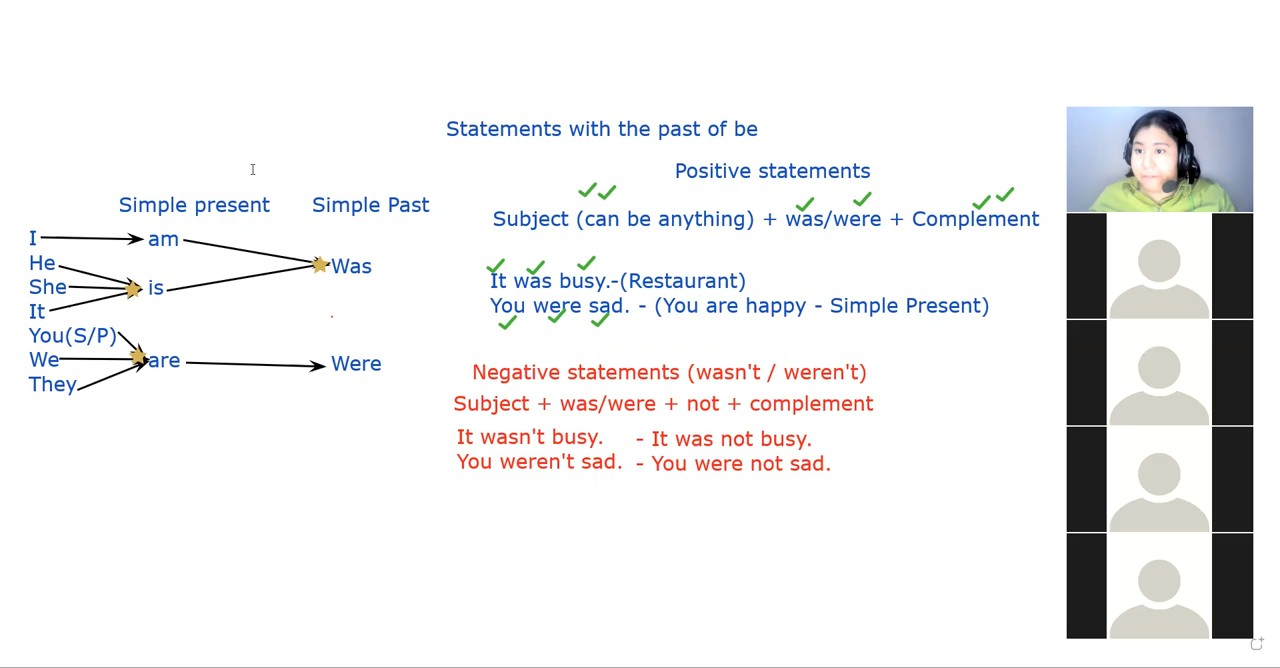 Statements with the past of be
Positive statements
Simple present
Simple Past
Subject (can be anything) + was/were + Complement
I
am
He
Was
She
is
It
You(S/P)
We
are
Were
They
It was busy.-(Restaurant)
You were sad. - (You are happy - Simple Present)
Negative statements (wasn't / weren't)
Subject + was/were + not + complement
It wasn't busy. - It was not busy.
You weren't sad. - You were not sad.